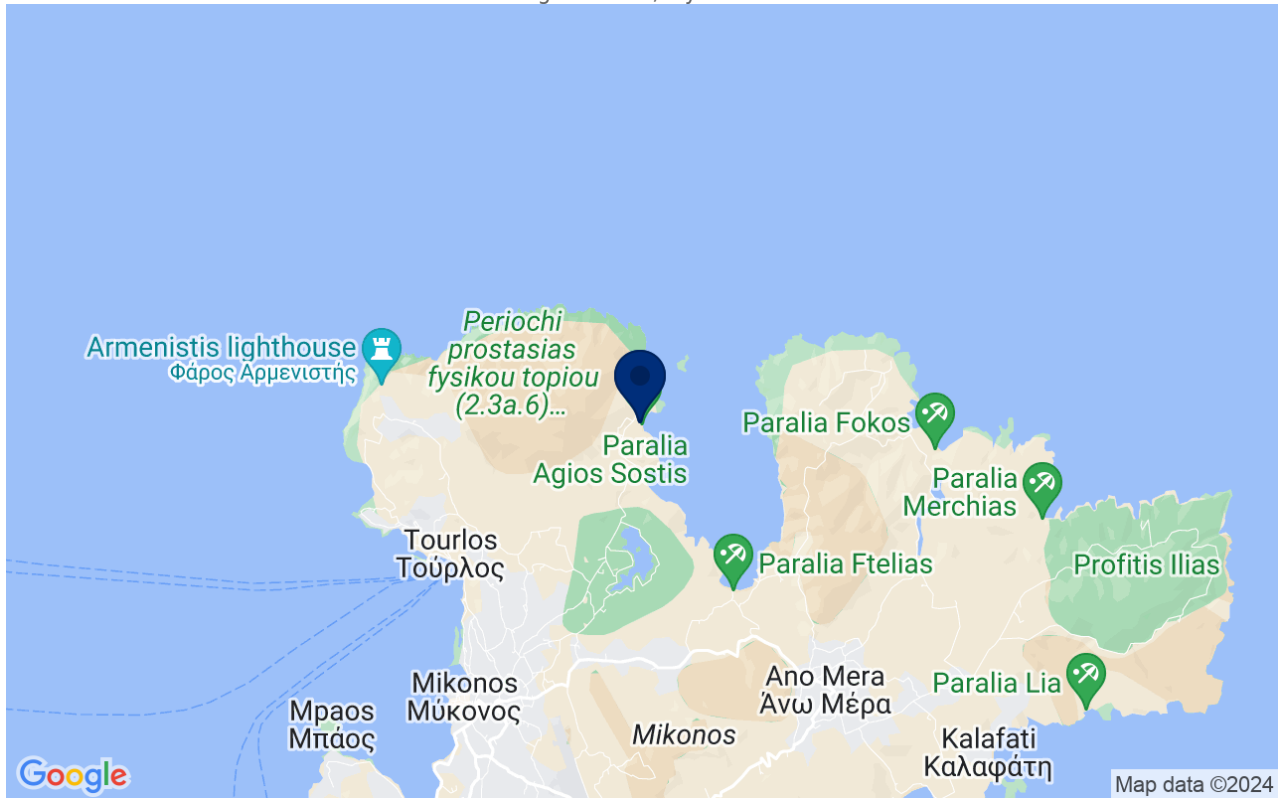 Armenistis lighthouse
Φάρος Αρμενιστής
Periochi
prostasias
fysikou topiou
(2.3a.6)...
Paralia
Agios Sostis
Paralia Fokos
Paralia
Merchias
Tourlos
Τούρλος
Paralia Ftelias
Profitis Ilias
Mikonos
Μύκονος
Mpaos
Μπάος
Mikonos
Ano Mera
Άνω Μέρα
Paralia Lia
Kalafati
Καλαφάτη
Google
Map data ©2024